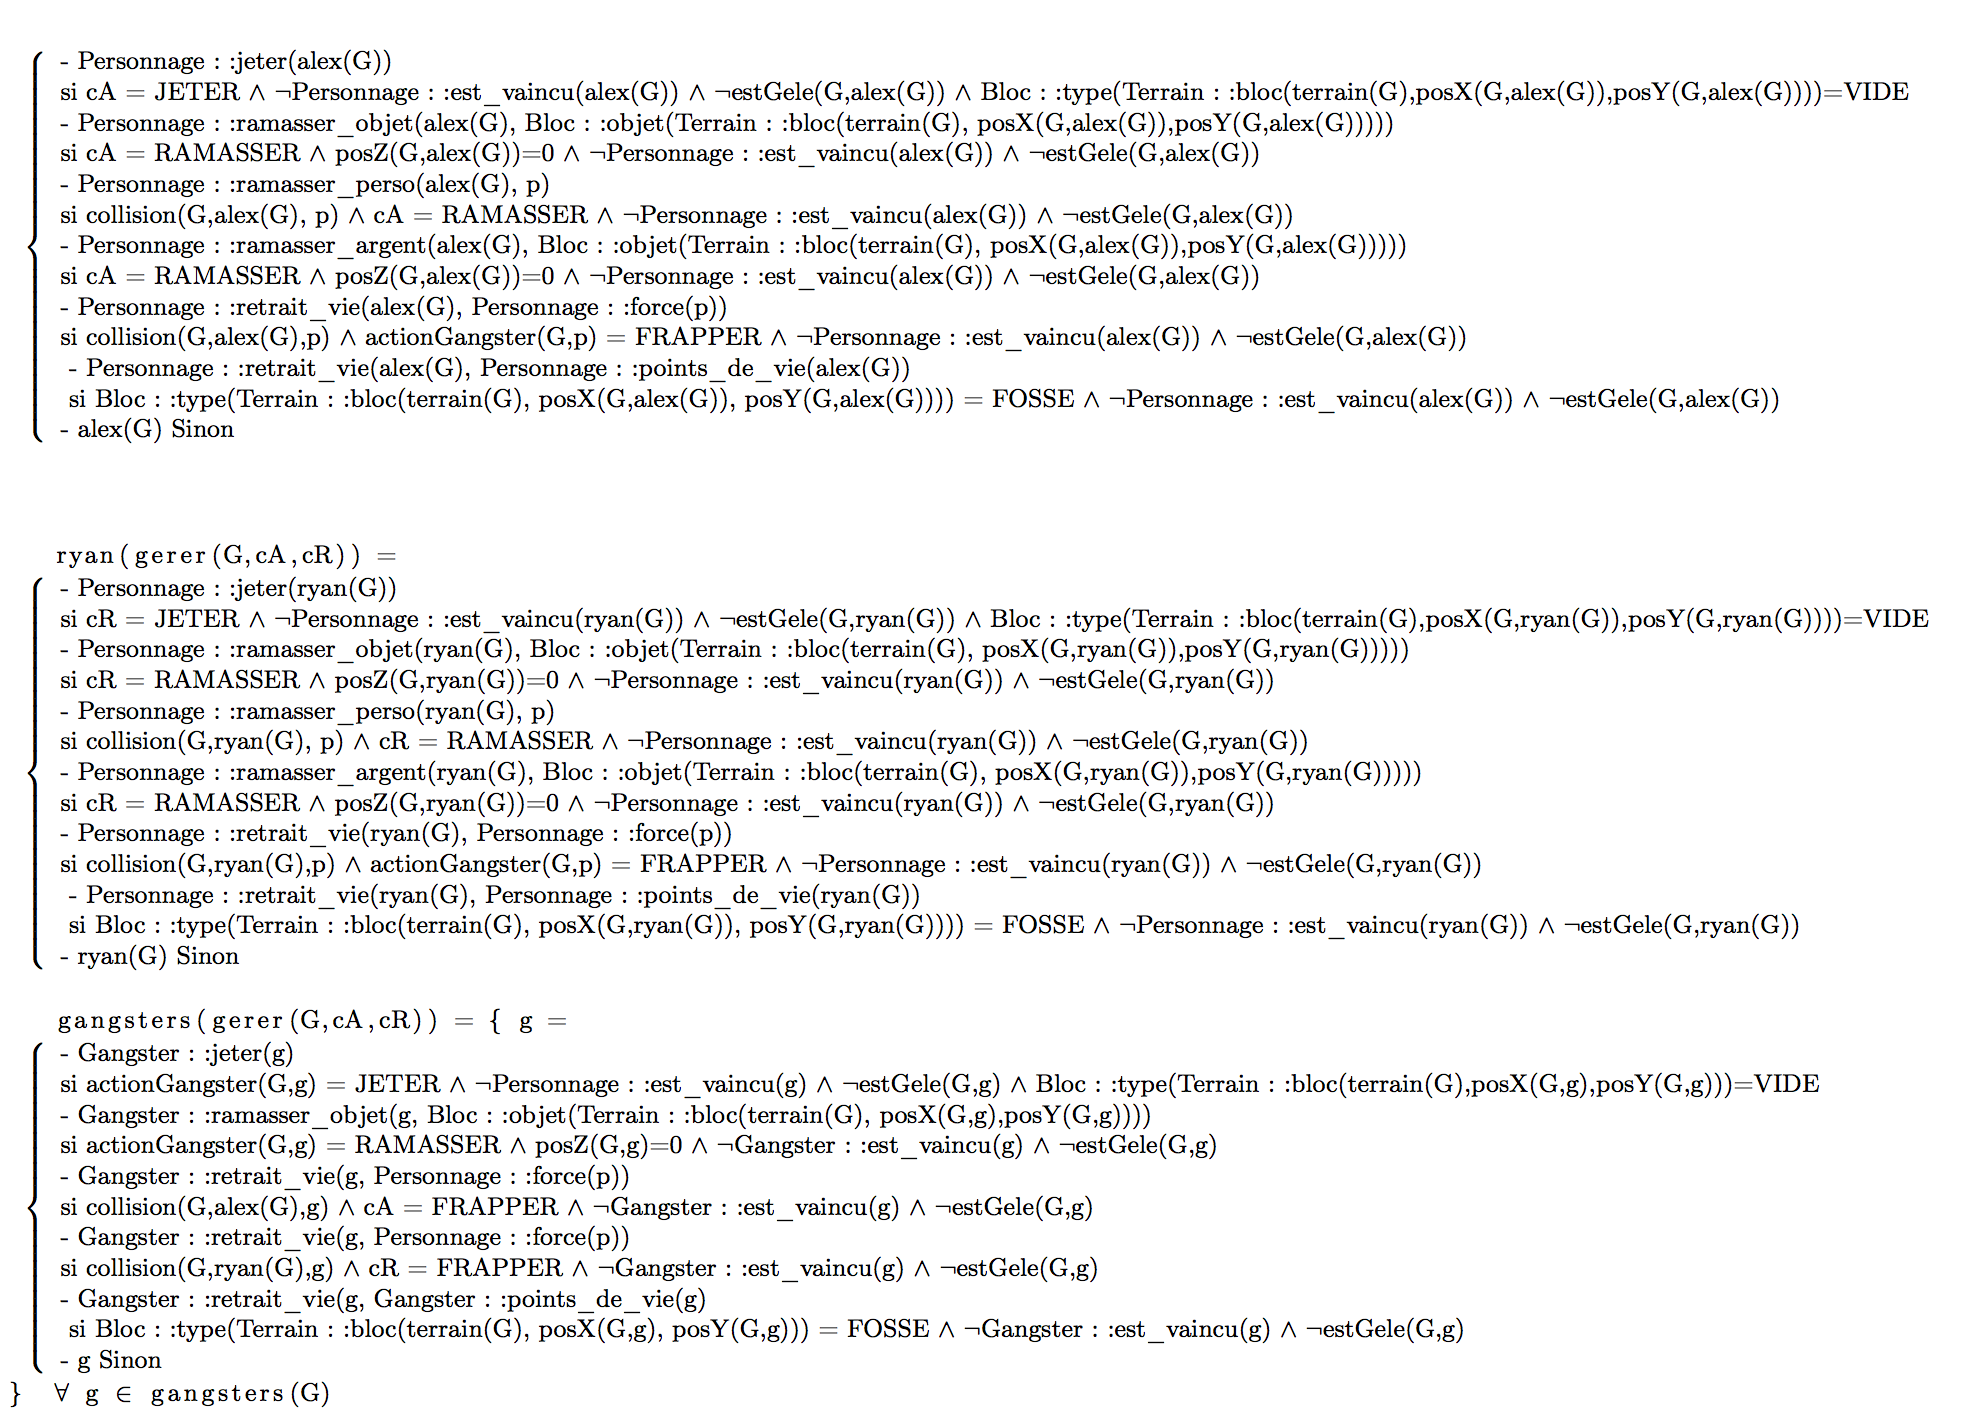 - Personnage : :jeter(alex(G))
si cA = JETER ∧ ¬Personnage : :est_vaincu(alex(G)) ∧ ¬estGele(G,alex(G)) ∧ Bloc : :type(Terrain : :bloc(terrain(G),posX(G,alex(G)),posY(G,alex(G))))=VIDE
- Personnage : :ramasser_objet(alex(G), Bloc : :objet(Terrain : :bloc(terrain(G), posX(G,alex(G)),posY(G,alex(G)))))
si cA = RAMASSER ∧ posZ(G,alex(G))=0 ∧ ¬Personnage : :est_vaincu(alex(G)) ∧ ¬estGele(G,alex(G))
- Personnage : :ramasser_perso(alex(G), p)
si collision(G,alex(G), p) ∧ cA = RAMASSER ∧ ¬Personnage : :est_vaincu(alex(G)) ∧ ¬estGele(G,alex(G))
- Personnage : :ramasser_argent(alex(G), Bloc : :objet(Terrain : :bloc(terrain(G), posX(G,alex(G)),posY(G,alex(G)))))
si cA = RAMASSER ∧ posZ(G,alex(G))=0 ∧ ¬Personnage : :est_vaincu(alex(G)) ∧ ¬estGele(G,alex(G))
- Personnage : :retrait_vie(alex(G), Personnage : :force(p))
si collision(G,alex(G),p) ∧ actionGangster(G,p) = FRAPPER ∧ ¬Personnage : :est_vaincu(alex(G)) ∧ ¬estGele(G,alex(G))
- Personnage : :retrait_vie(alex(G), Personnage : :points_de_vie(alex(G))
si Bloc : :type(Terrain : :bloc(terrain(G), posX(G,alex(G)), posY(G,alex(G)))) = FOSSE ∧ ¬Personnage : :est_vaincu(alex(G)) ∧ ¬estGele(G,alex(G))
- alex(G) Sinon
ryan(gerer(G,cA,cR)) =
- Personnage : :jeter(ryan(G))
si cR = JETER ∧ ¬Personnage : :est_vaincu(ryan(G)) ∧ ¬estGele(G,ryan(G)) ∧ Bloc : :type(Terrain : :bloc(terrain(G),posX(G,ryan(G)),posY(G,ryan(G))))=VIDE
- Personnage : :ramasser_objet(ryan(G), Bloc : :objet(Terrain : :bloc(terrain(G), posX(G,ryan(G)),posY(G,ryan(G)))))
si cR = RAMASSER ∧ posZ(G,ryan(G))=0 ∧ ¬Personnage : :est_vaincu(ryan(G)) ∧ ¬estGele(G,ryan(G))
- Personnage : :ramasser_perso(ryan(G), p)
si collision(G,ryan(G), p) ∧ cR = RAMASSER ∧ ¬Personnage : :est_vaincu(ryan(G)) ∧ ¬estGele(G,ryan(G))
- Personnage : :ramasser_argent(ryan(G), Bloc : :objet(Terrain : :bloc(terrain(G), posX(G,ryan(G)),posY(G,ryan(G)))))
si cR = RAMASSER ∧ posZ(G,ryan(G))=0 ∧ ¬Personnage : :est_vaincu(ryan(G)) ∧ ¬estGele(G,ryan(G))
- Personnage : :retrait_vie(ryan(G), Personnage : :force(p))
si collision(G,ryan(G),p) ∧ actionGangster(G,p) = FRAPPER ∧ ¬Personnage : :est_vaincu(ryan(G)) ∧ ¬estGele(G,ryan(G))
- Personnage : :retrait_vie(ryan(G), Personnage : :points_de_vie(ryan(G))
si Bloc : :type(Terrain : :bloc(terrain(G), posX(G,ryan(G)), posY(G,ryan(G)))) = FOSSE ∧ ¬Personnage : :est_vaincu(ryan(G)) ∧ ¬estGele(G,ryan(G))
- ryan(G) Sinon
gangsters(gerer(G,cA,cR)) = { g =
- Gangster : :jeter(g)
si actionGangster(G,g) = JETER ∧ ¬Personnage : :est_vaincu(g) ∧ ¬estGele(G,g) ∧ Bloc : :type(Terrain : :bloc(terrain(G),posX(G,g),posY(G,g)))=VIDE
- Gangster : :ramasser_objet(g, Bloc : :objet(Terrain : :bloc(terrain(G), posX(G,g),posY(G,g))))
si actionGangster(G,g) = RAMASSER ∧ posZ(G,g)=0 ∧ ¬Gangster : :est_vaincu(g) ∧ ¬estGele(G,g)
- Gangster : :retrait_vie(g, Personnage : :force(p))
si collision(G,alex(G),g) ∧ cA = FRAPPER ∧ ¬Gangster : :est_vaincu(g) ∧ ¬estGele(G,g)
- Gangster : :retrait_vie(g, Personnage : :force(p))
si collision(G,ryan(G),g) ∧ cR = FRAPPER ∧ ¬Gangster : :est_vaincu(g) ∧ ¬estGele(G,g)
- Gangster : :retrait_vie(g, Gangster : :points_de_vie(g)
si Bloc : :type(Terrain : :bloc(terrain(G), posX(G,g), posY(G,g))) = FOSSE ∧ ¬Gangster : :est_vaincu(g) ∧ ¬estGele(G,g)
- g Sinon
} ∀ g ∈ gangsters(G)